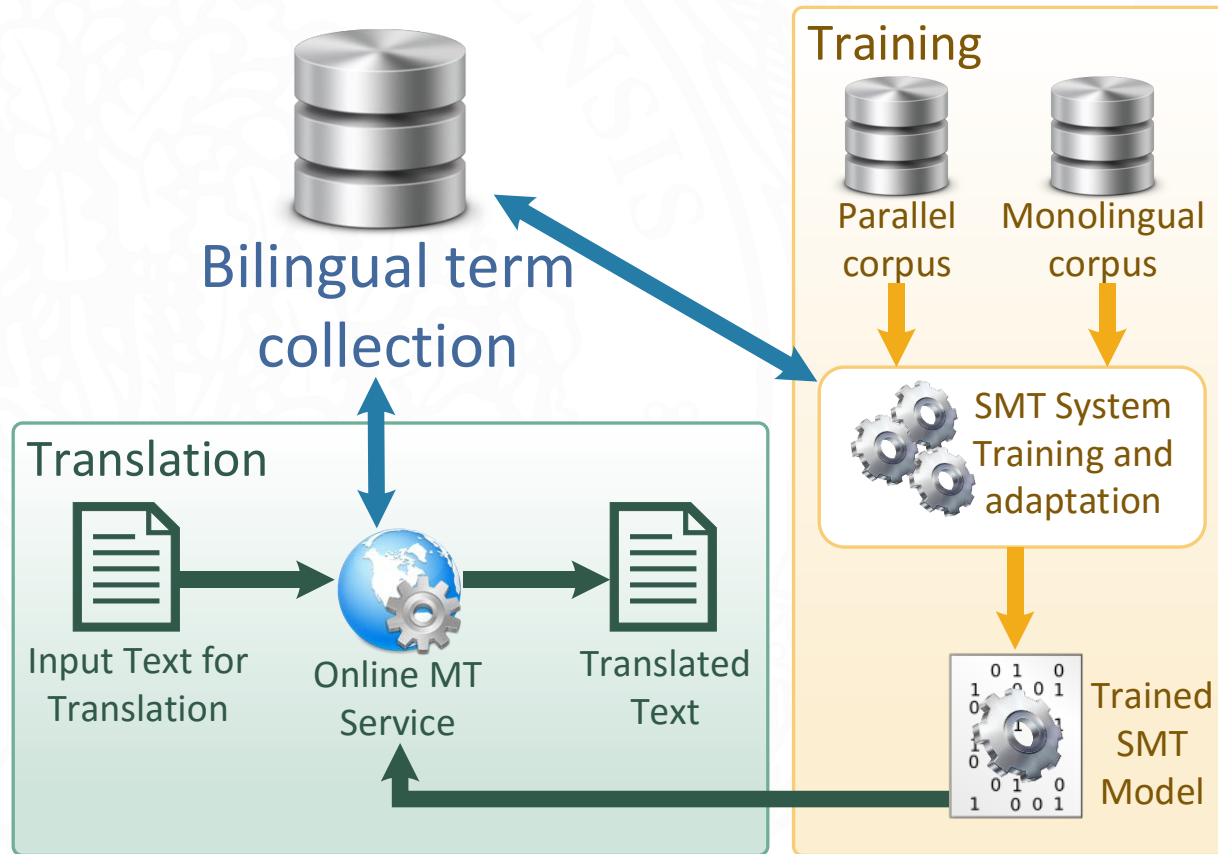 Training
Parallel
corpus
Monolingual
corpus
Bilingual term
collection
SMT System
Training and
adaptation
Translation
Input Text for
Translation
Online MT
Service
Translated
Text
Trained
SMT
Model